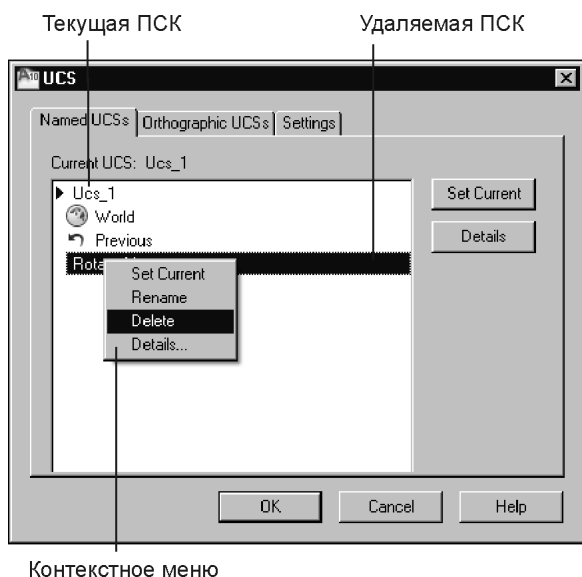 Текущая ПСК Удаляемая ПСК
UCS
Named UCSs Orthographic UCSs Settings
Current UCS: Ucs_1
Ucs_1
World
Previous
Set Current
Details
Set Current
Rename
Delete
Details...
OK Cancel Help
Контекстное меню